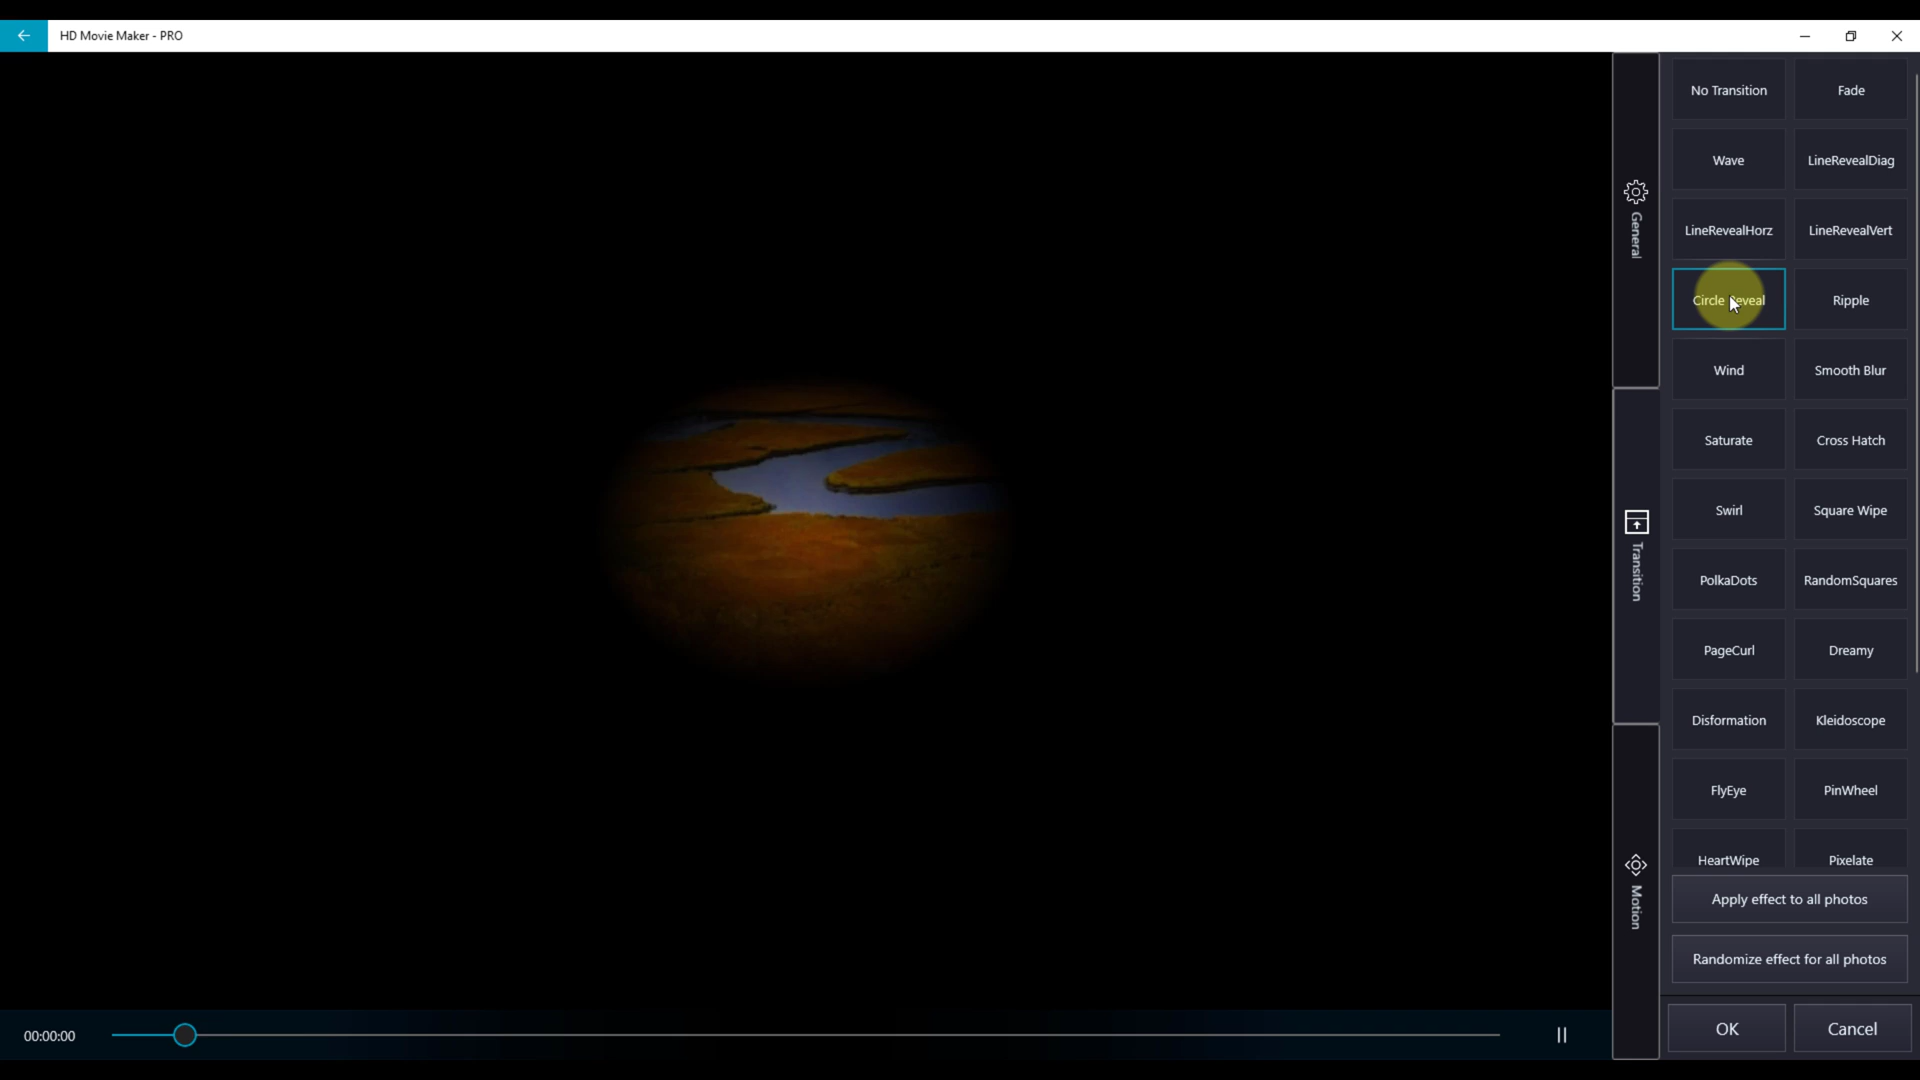 HD Movie Maker - PRO
General
Transition
Motion
No Transition
Fade
Wave
LineRevealDiag
LineRevealHorz
LineRevealVert
Circle Reveal
Ripple
Wind
Smooth Blur
Saturate
Cross Hatch
Swirl
Square Wipe
PolkaDots
RandomSquares
PageCurl
Dreamy
Disformation
Kleidoscope
FlyEye
PinWheel
HeartWipe
Pixelate
Apply effect to all photos
Randomize effect for all photos
00:00:00
OK
Cancel